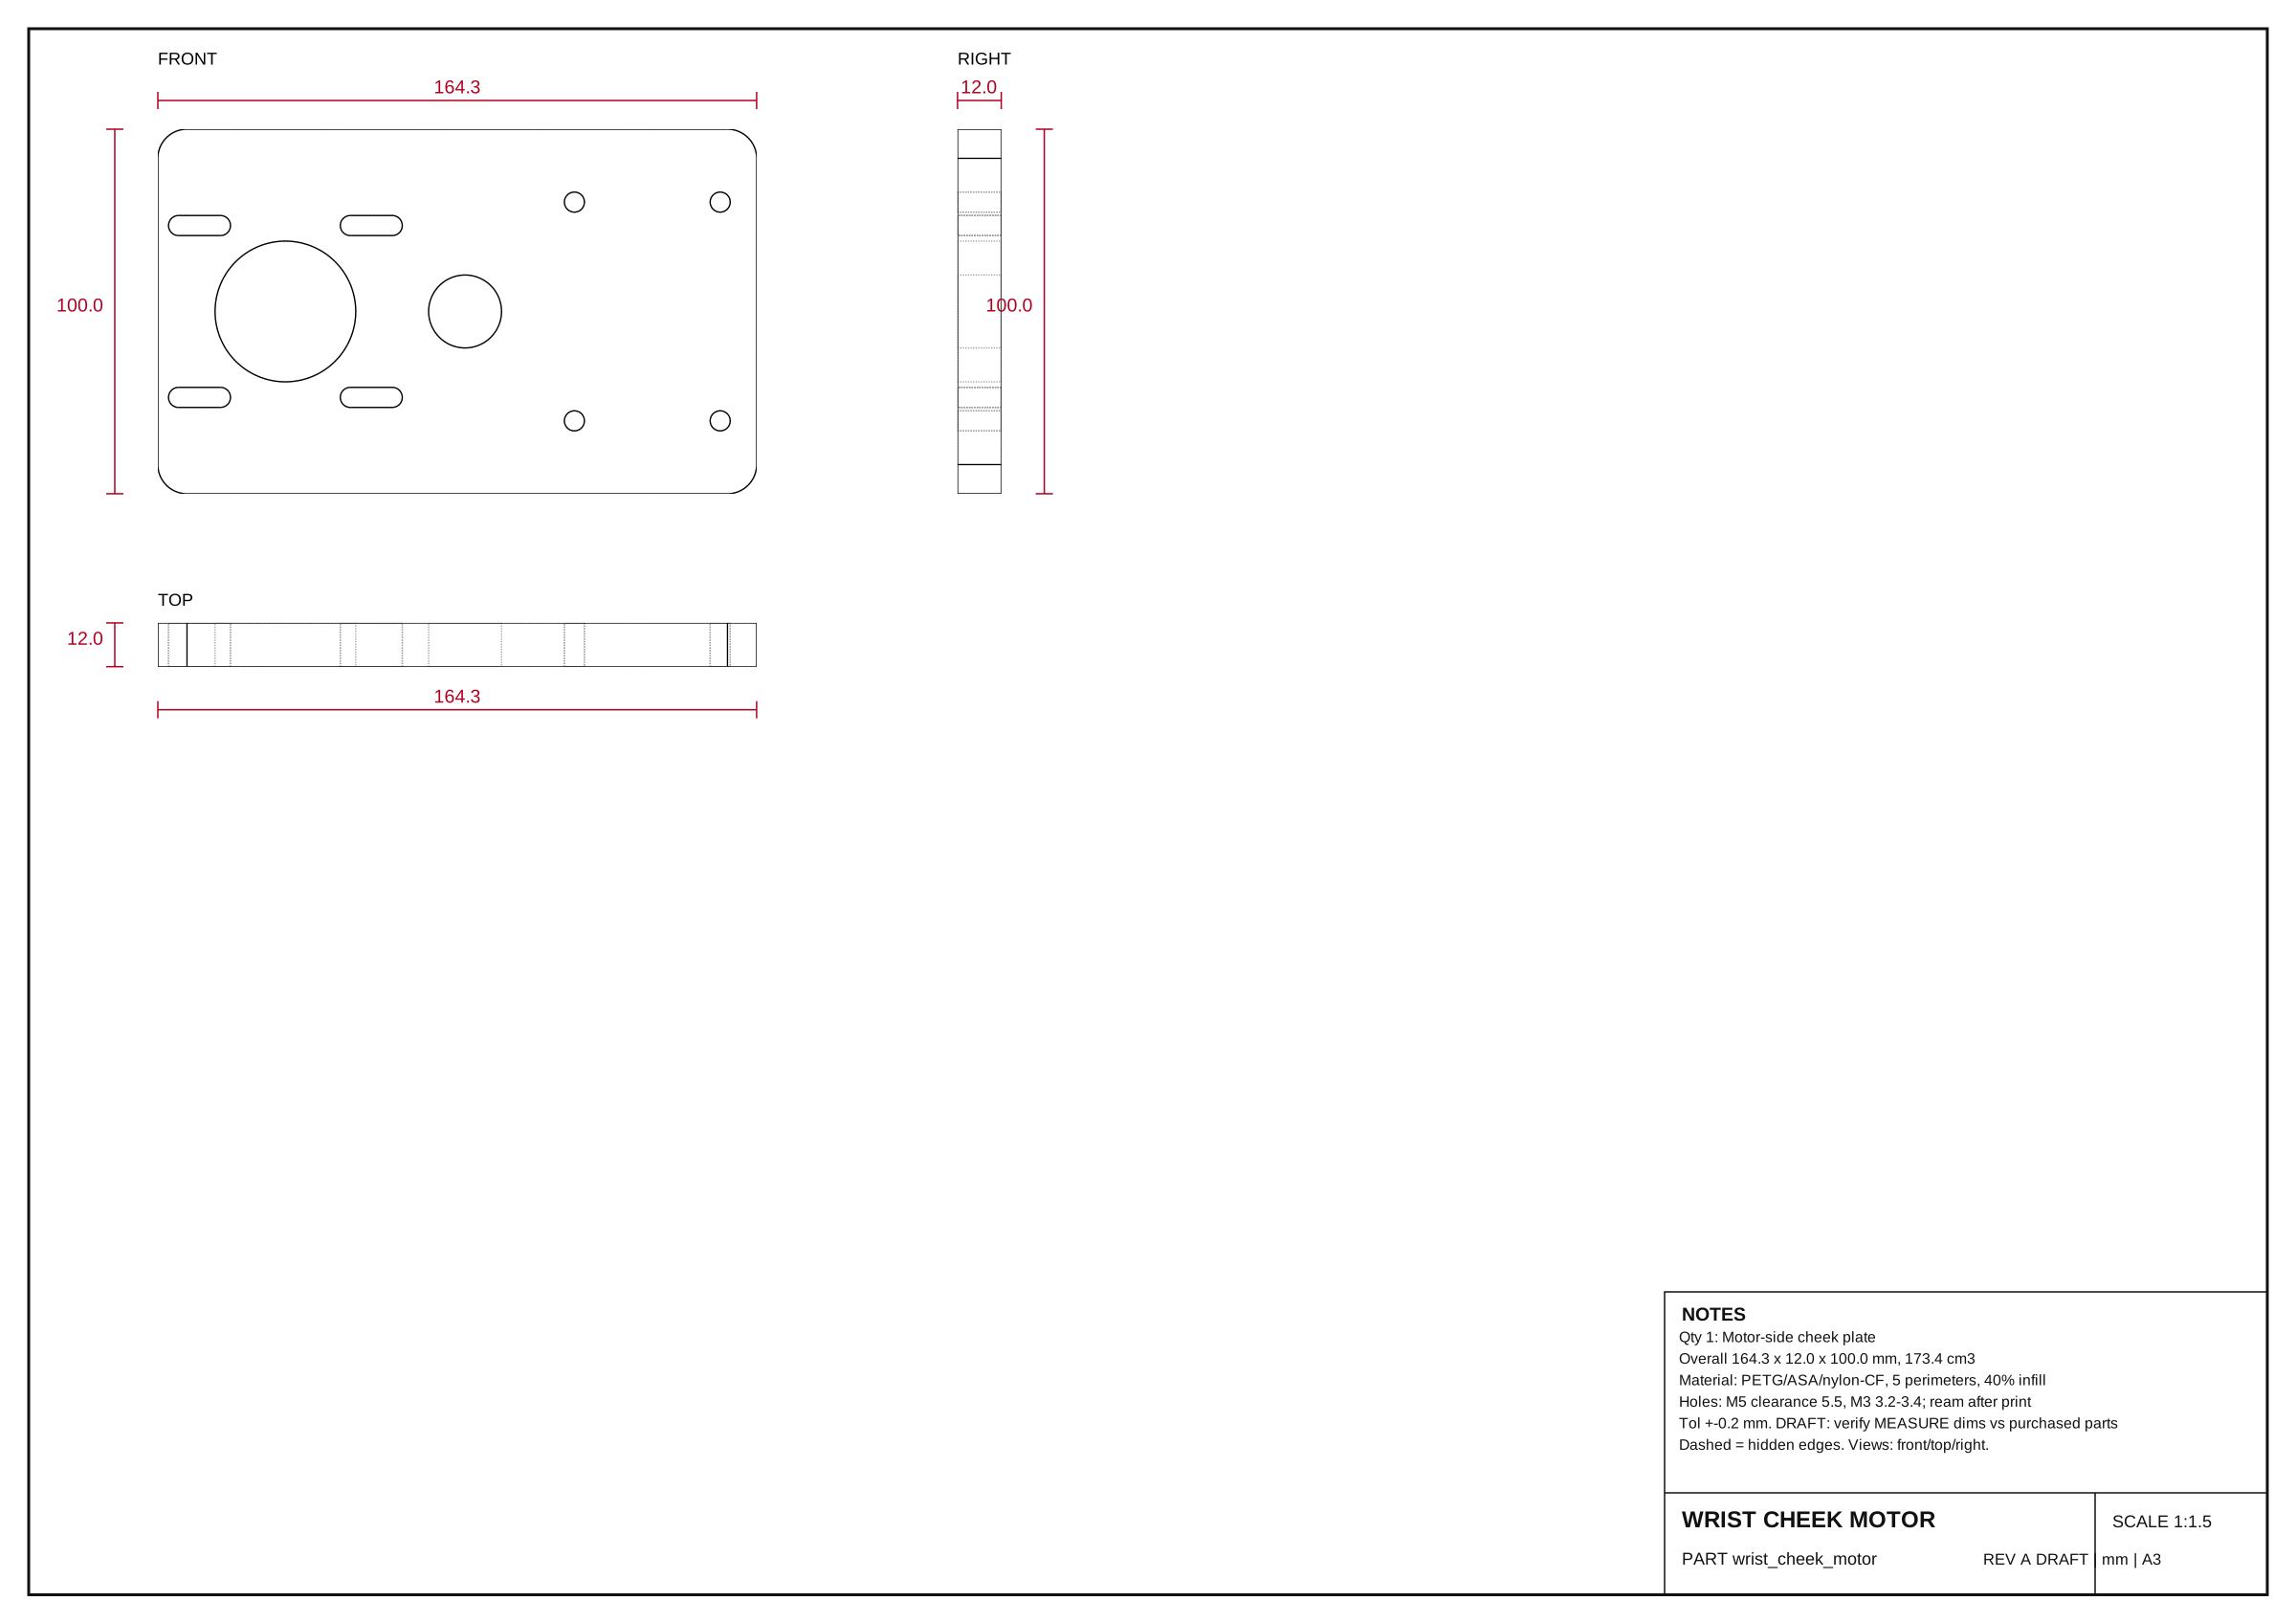 FRONT
RIGHT
164.3
12.0
100.0
100.0
TOP
12.0
164.3
NOTES
Qty 1: Motor-side cheek plate
Overall 164.3 x 12.0 x 100.0 mm, 173.4 cm3
Material: PETG/ASA/nylon-CF, 5 perimeters, 40% infill
Holes: M5 clearance 5.5, M3 3.2-3.4; ream after print
Tol +-0.2 mm. DRAFT: verify MEASURE dims vs purchased parts
Dashed = hidden edges. Views: front/top/right.
WRIST CHEEK MOTOR
SCALE 1:1.5
PART wrist_cheek_motor
REV A DRAFT | mm | A3